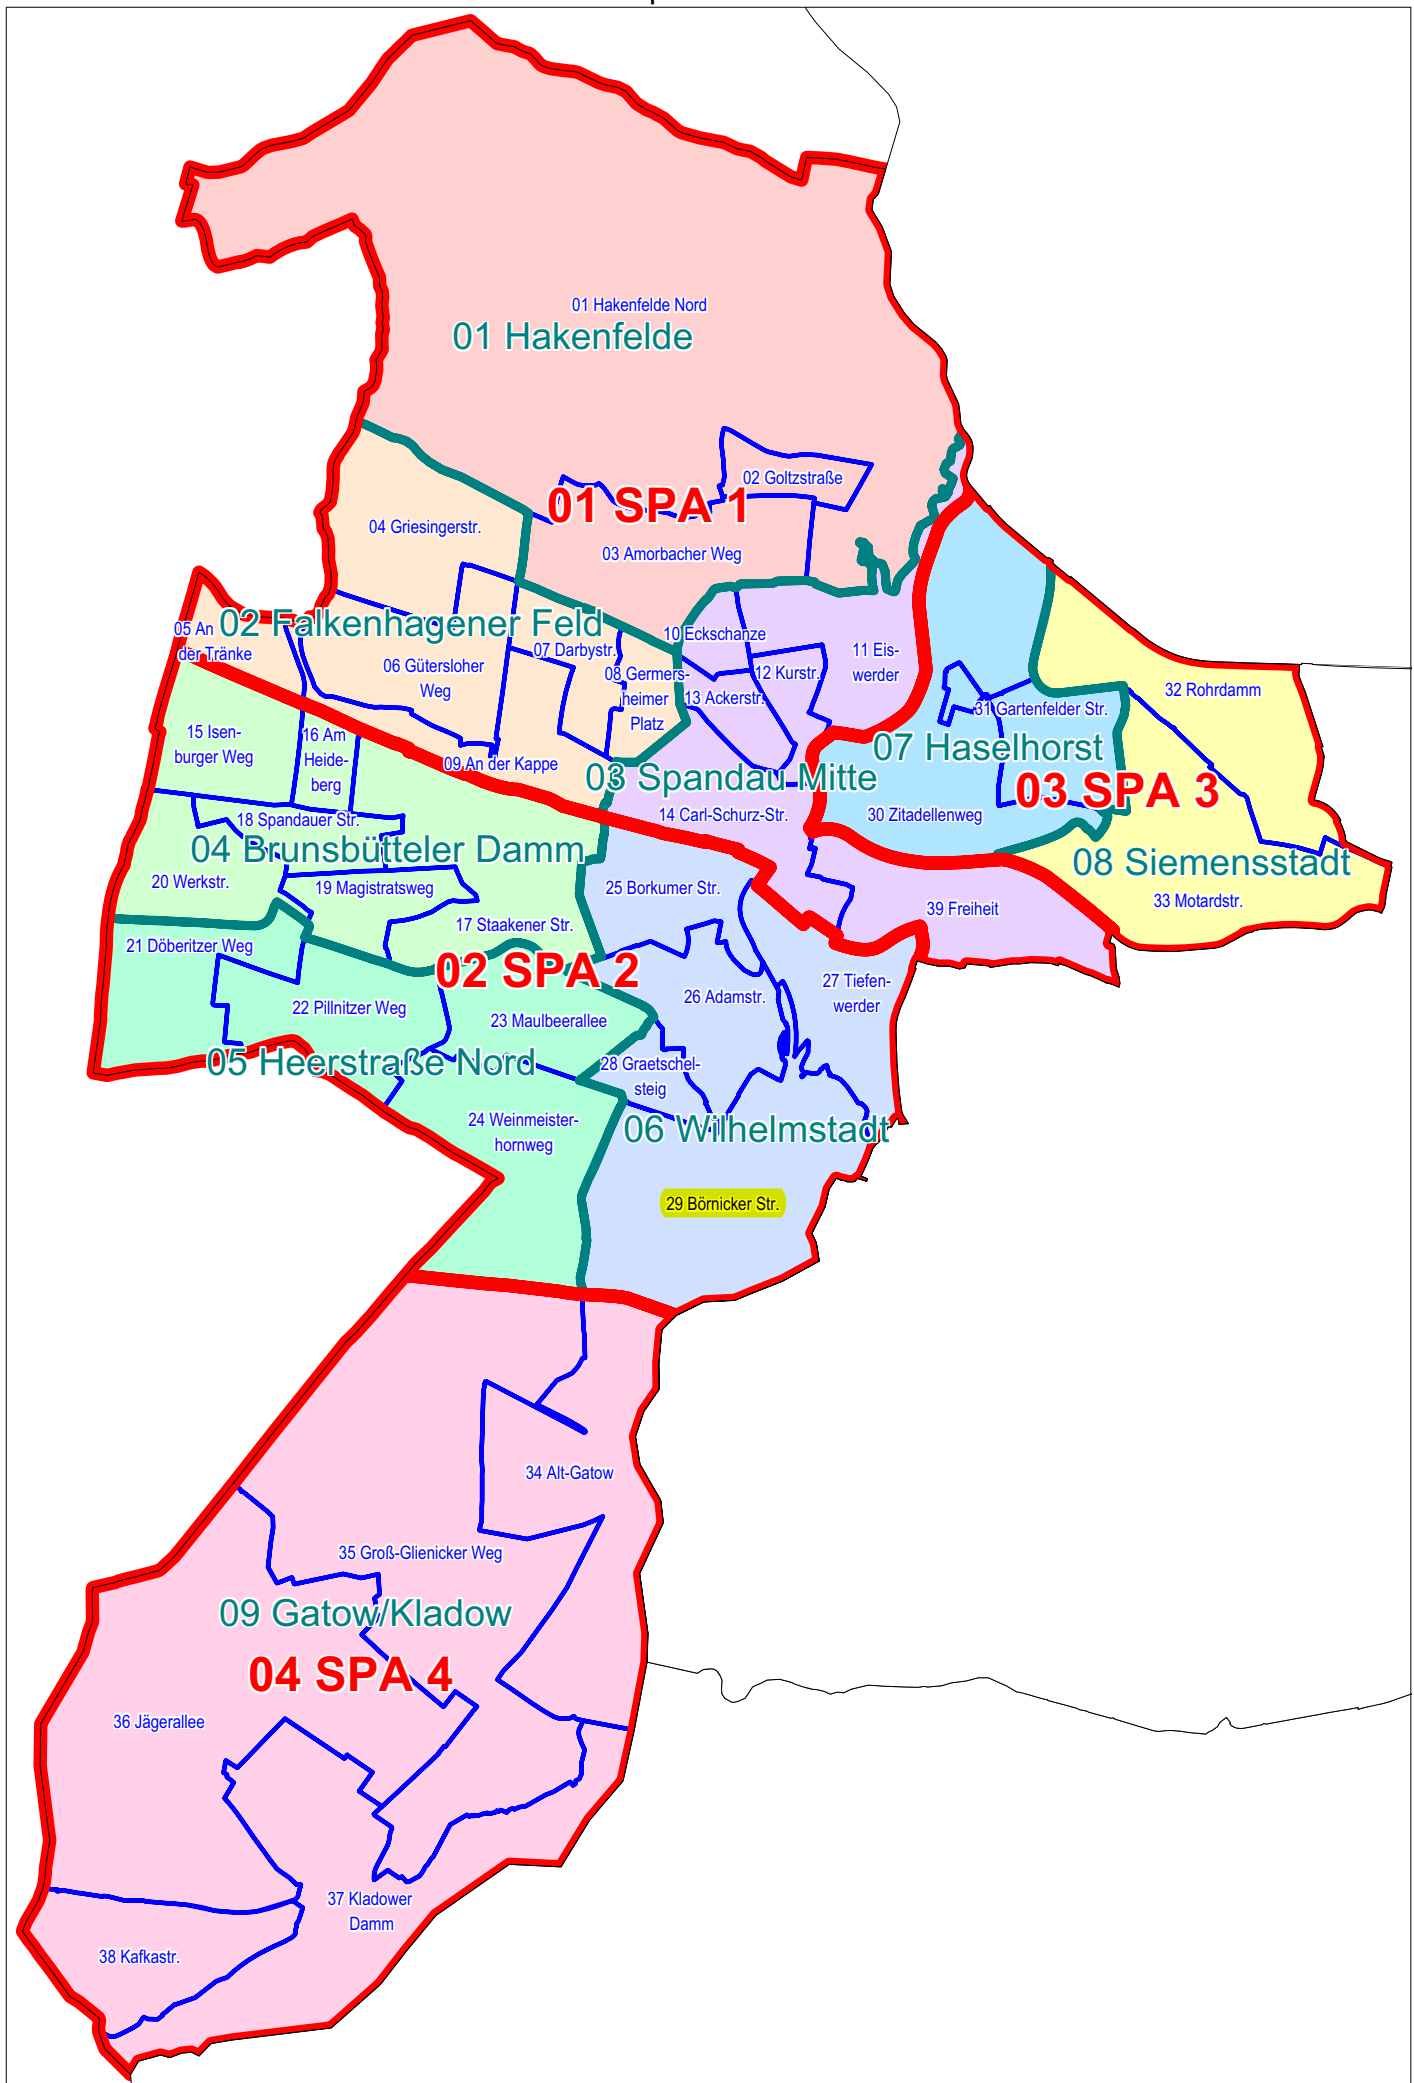 01 Hakenfelde Nord
01 Hakenfelde
02 Goltzstraße
01 SPA 1
04 Griesingerstr.
03 Amorbacher Weg
05 An
der Tränke
02 Falkenhagener Feld
06 Gütersloher
Weg
07 Darbystr.
08 Germers-
heimer
Platz
10 Eckschanze
13 Ackerstr.
12 Kurstr.
11 Eis-
werder
32 Rohrdamm
31 Gartenfelder Str.
15 Isen-
burger Weg
16 Am
Heide-
berg
09 An der Kappe
03 Spandau Mitte
07 Haselhorst
03 SPA 3
14 Carl-Schurz-Str.
30 Zitadellenweg
18 Spandauer Str.
04 Brunsbütteler Damm
08 Siemensstadt
20 Werkstr.
19 Magistratsweg
25 Borkumer Str.
33 Motardstr.
39 Freiheit
17 Staakener Str.
21 Döberitzer Weg
02 SPA 2
27 Tiefen-
werder
26 Adamstr.
22 Pillnitzer Weg
23 Maulbeerallee
05 Heerstraße Nord
28 Graetschel-
steig
24 Weinmeister-
hornweg
06 Wilhelmstadt
29 Börnicker Str.
34 Alt-Gatow
35 Groß-Glienicker Weg
09 Gatow/Kladow
04 SPA 4
36 Jägerallee
37 Kladower
Damm
38 Kafkastr.